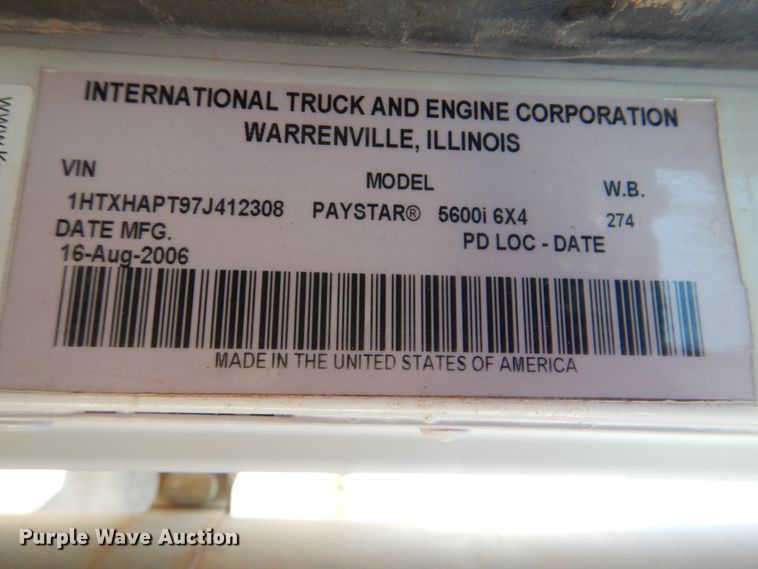 INTERNATIONAL TRUCK AND ENGINE CORPORATION
WARRENVILLE, ILLINOIS
VIN MODEL W.B.
1HTXHAPT97J412308 PAYSTAR® 5600i 6X4 274
DATE MFG. PD LOC - DATE
16-Aug-2006
MADE IN THE UNITED STATES OF AMERICA
Purple Wave Auction